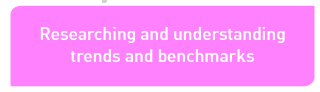 Researching and understanding
trends and benchmarks